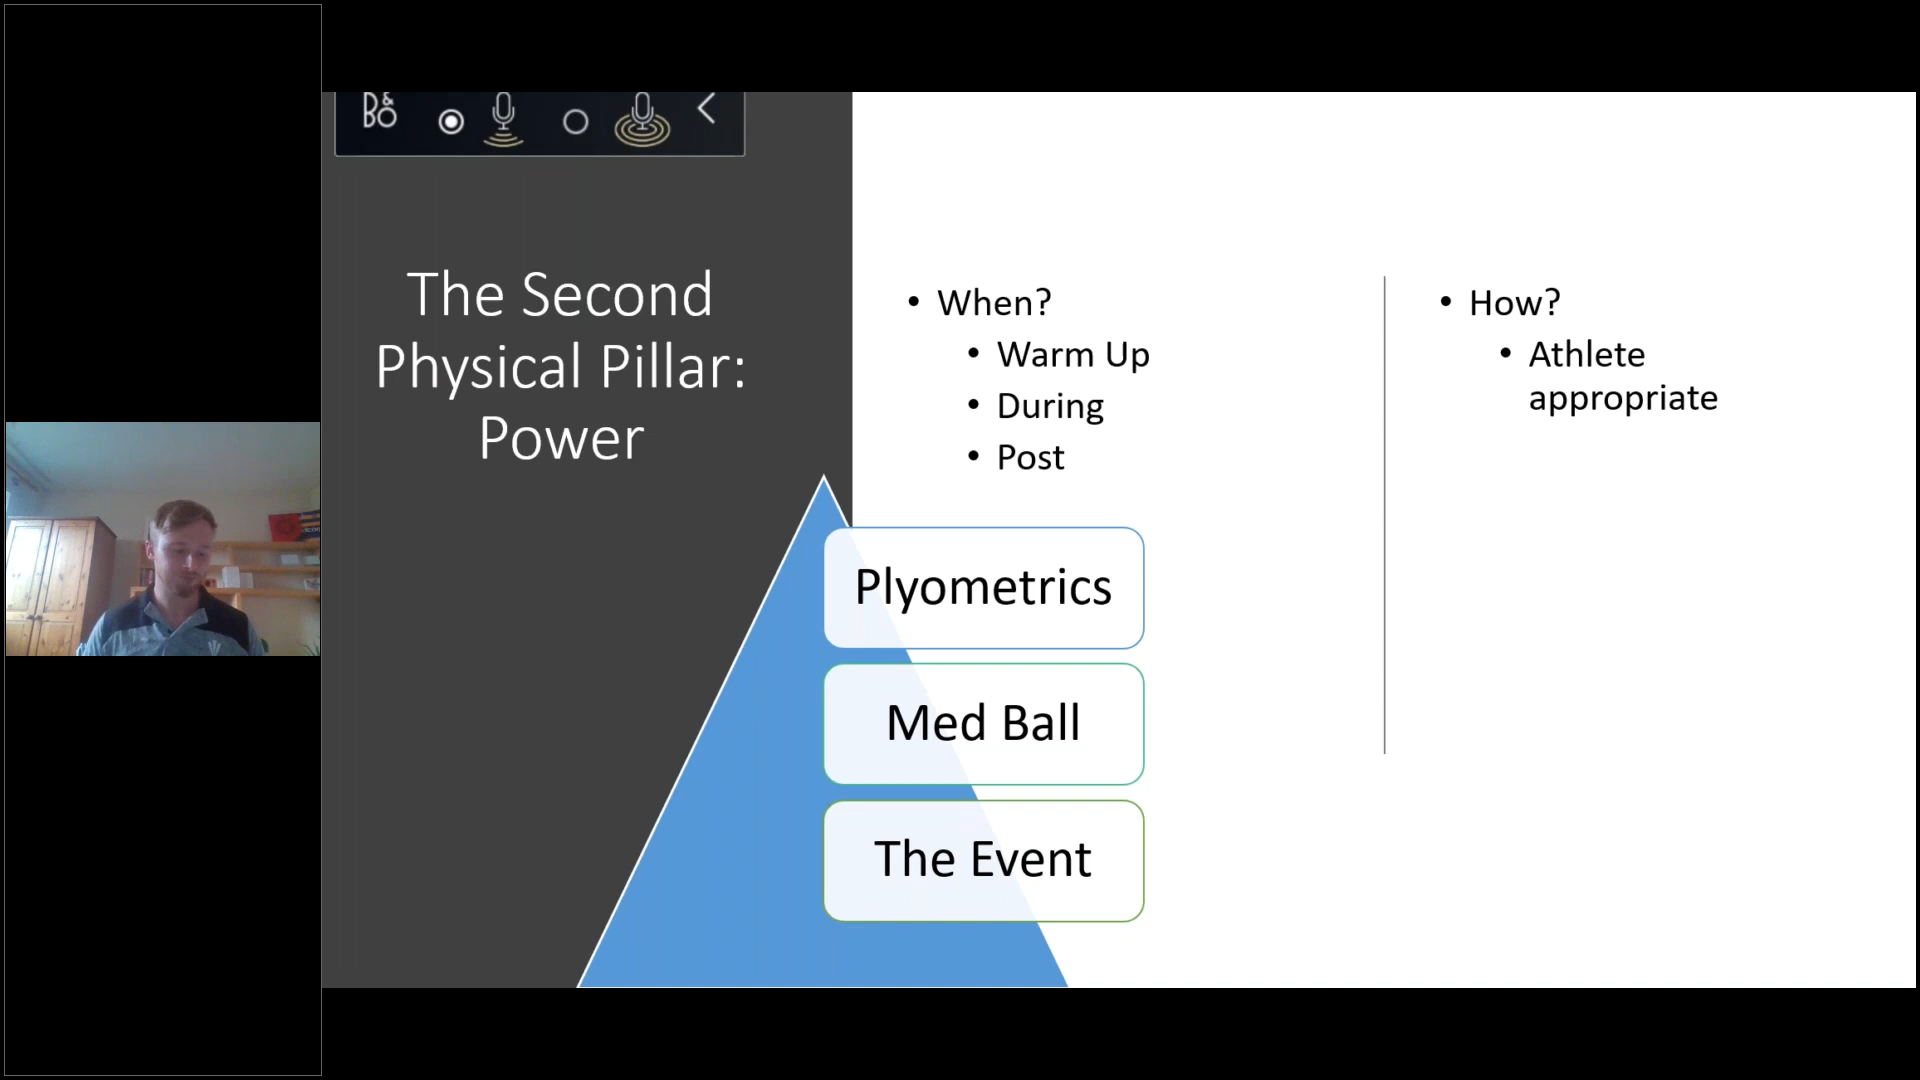 B&O
The Second
Physical Pillar:
Power
• When?
• Warm Up
• During
• Post
• How?
• Athlete
appropriate
Plyometrics
Med Ball
The Event